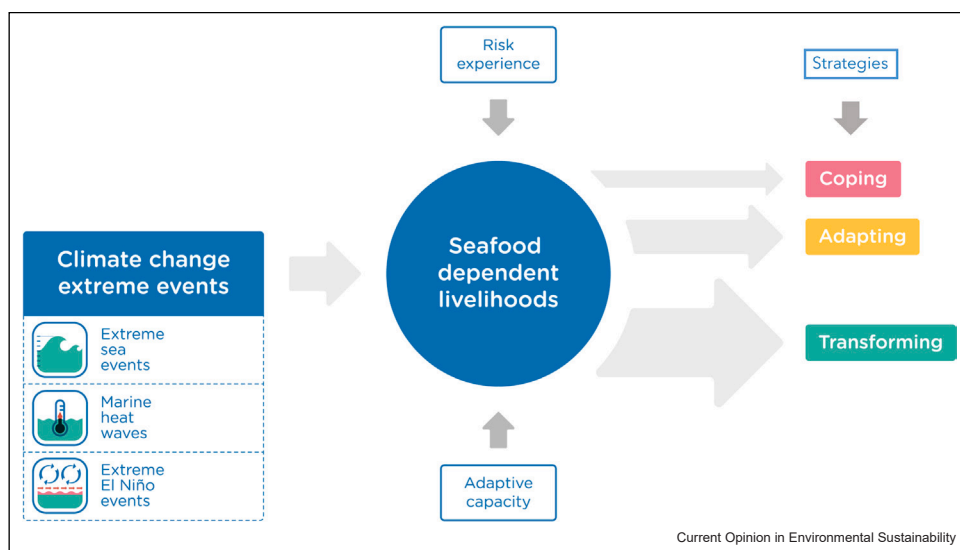 Risk
experience
Strategies
Coping
Adapting
Transforming
Climate change
extreme events
Extreme
sea
events
Marine
heat
waves
Extreme
El Niño
events
Seafood
dependent
livelihoods
Adaptive
capacity
Current Opinion in Environmental Sustainability